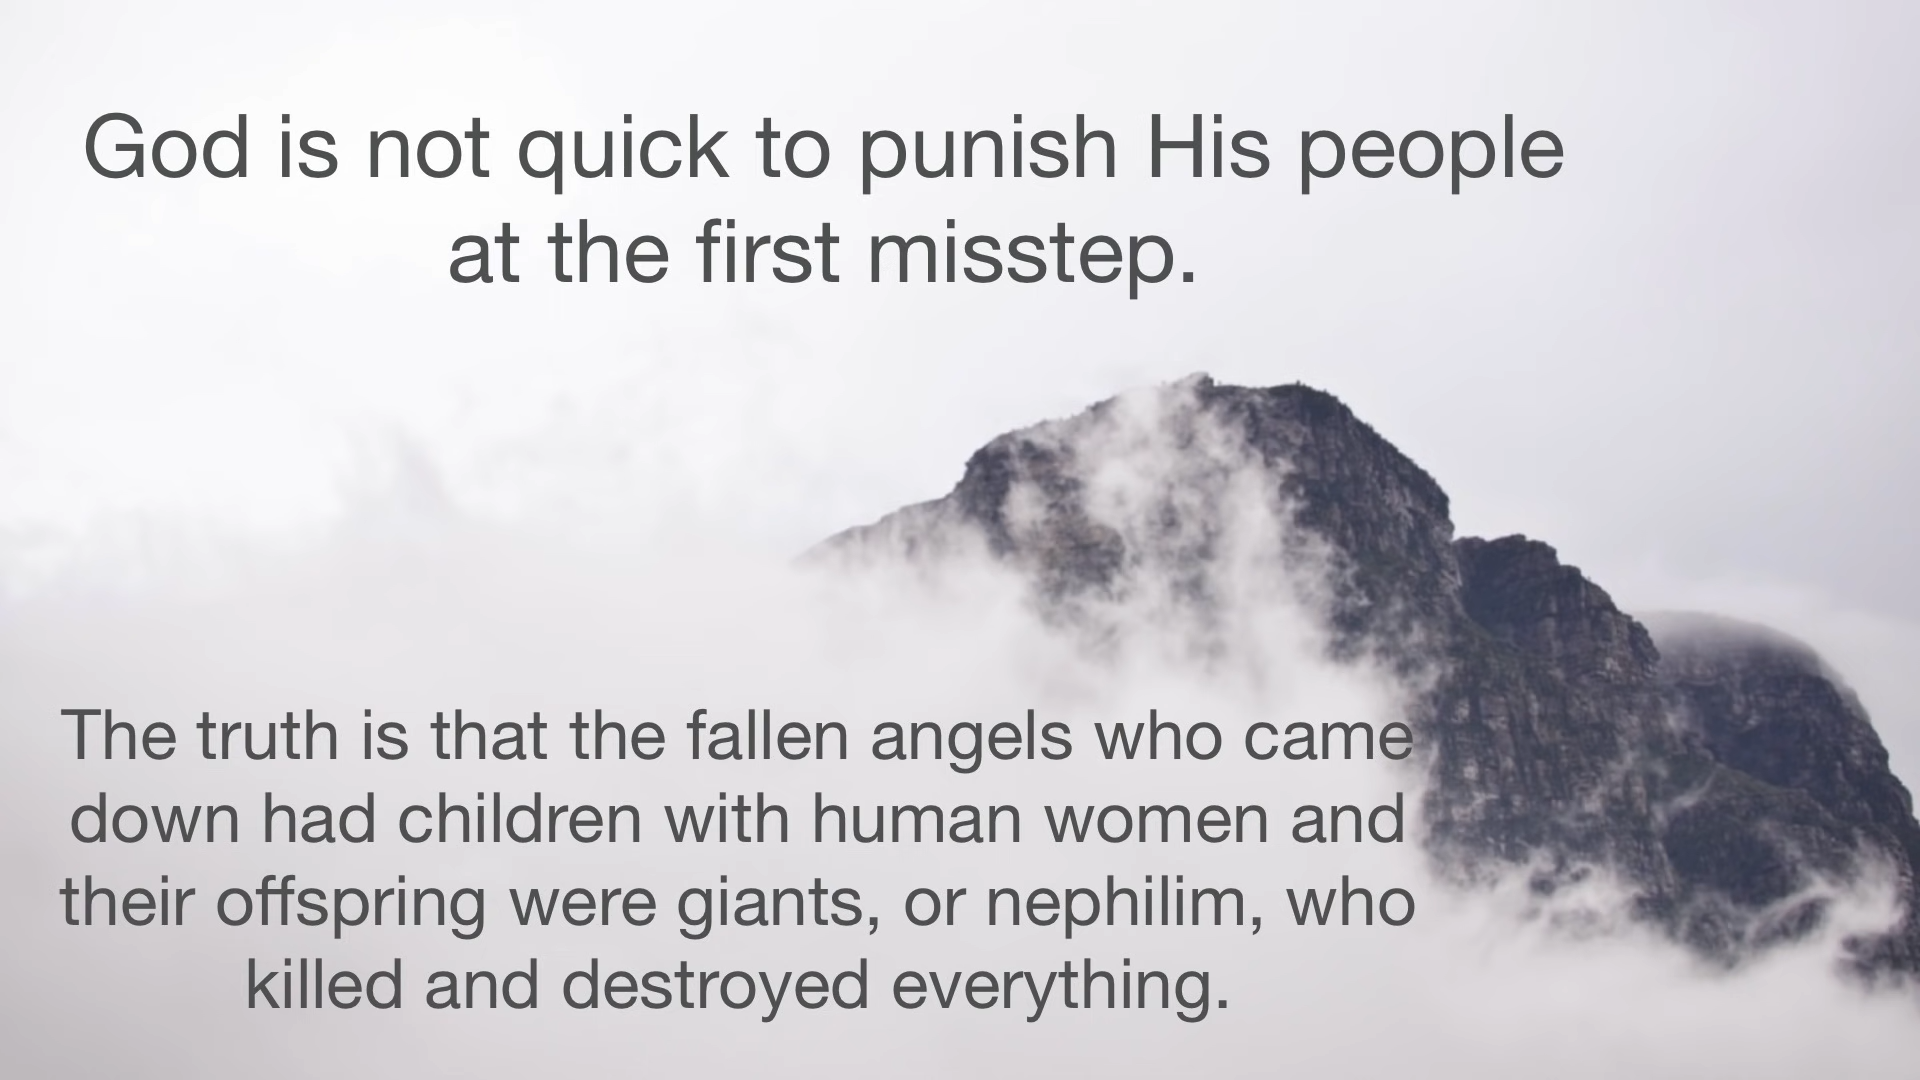 God is not quick to punish His people
at the first misstep.
The truth is that the fallen angels who came
down had children with human women and
their offspring were giants, or nephilim, who
killed and destroyed everything.